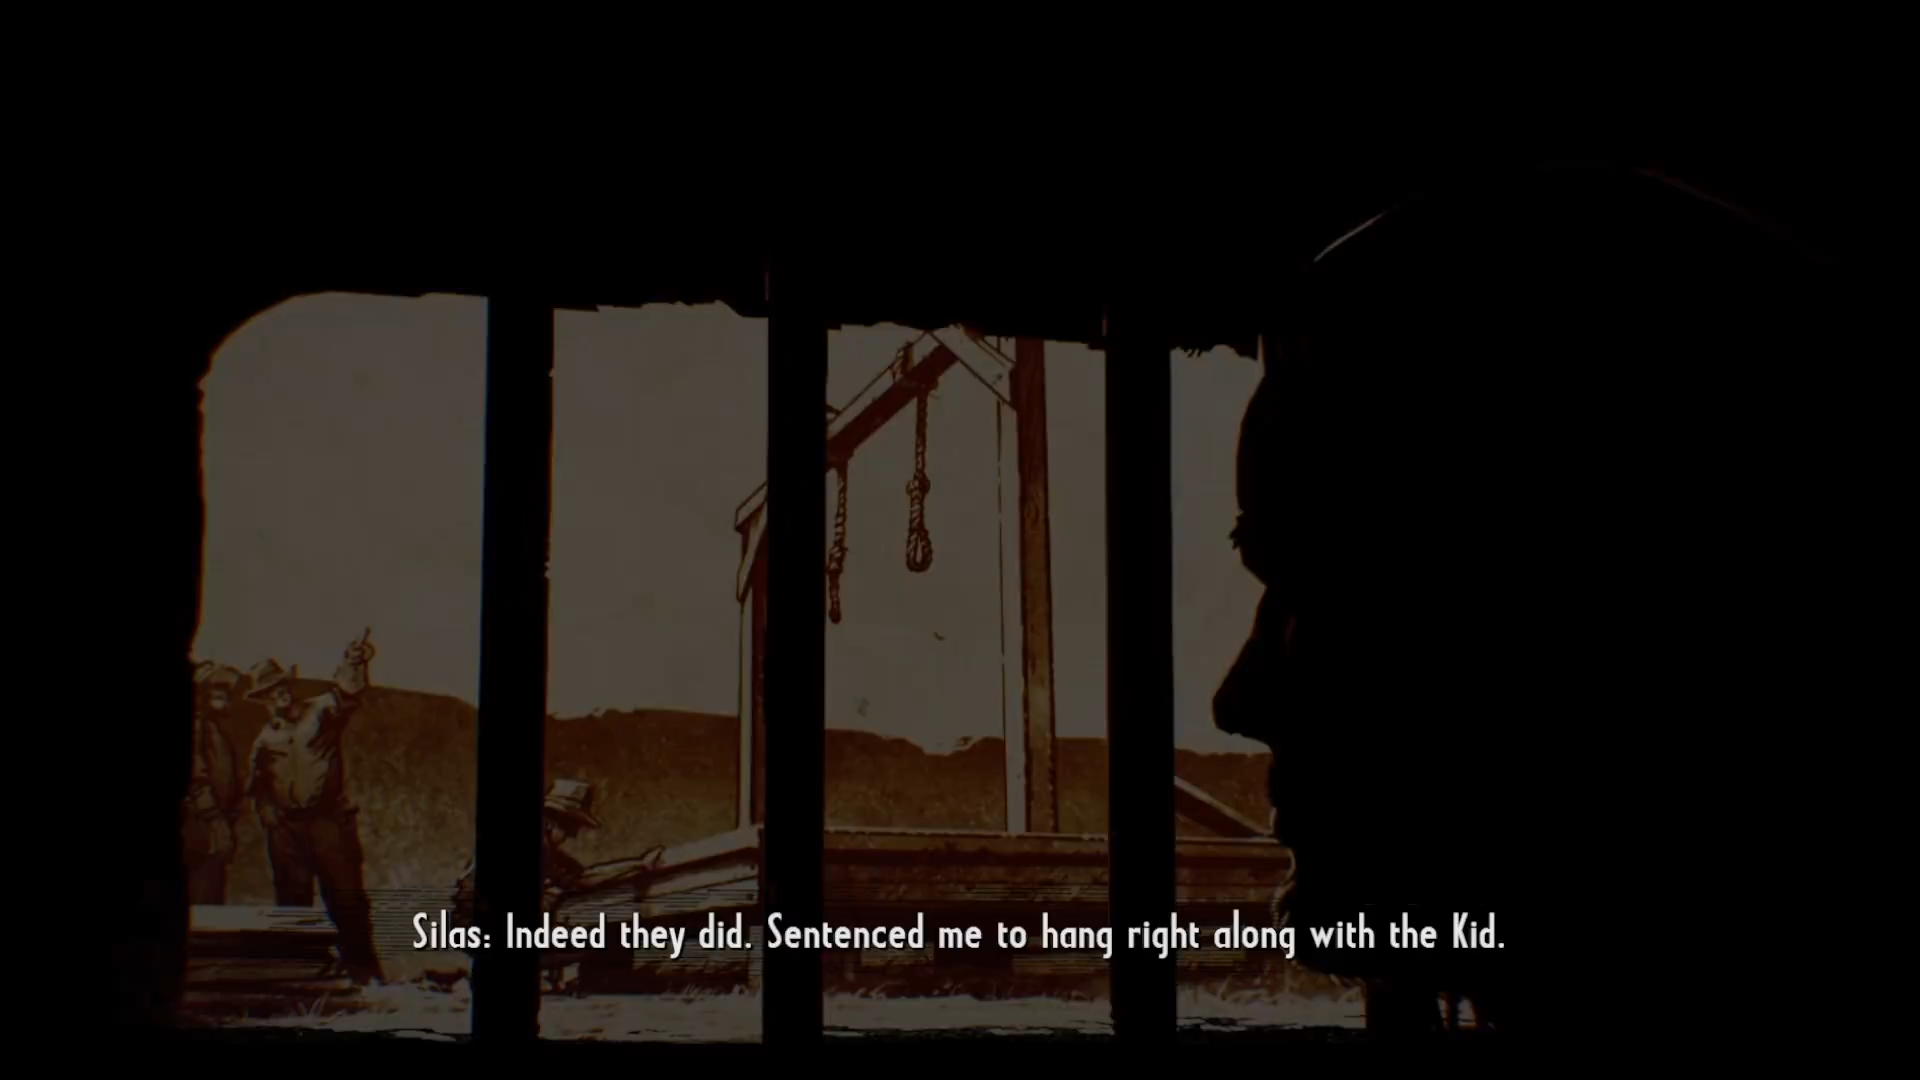 Silas: Indeed they did. Sentenced me to hang right along with the Kid.